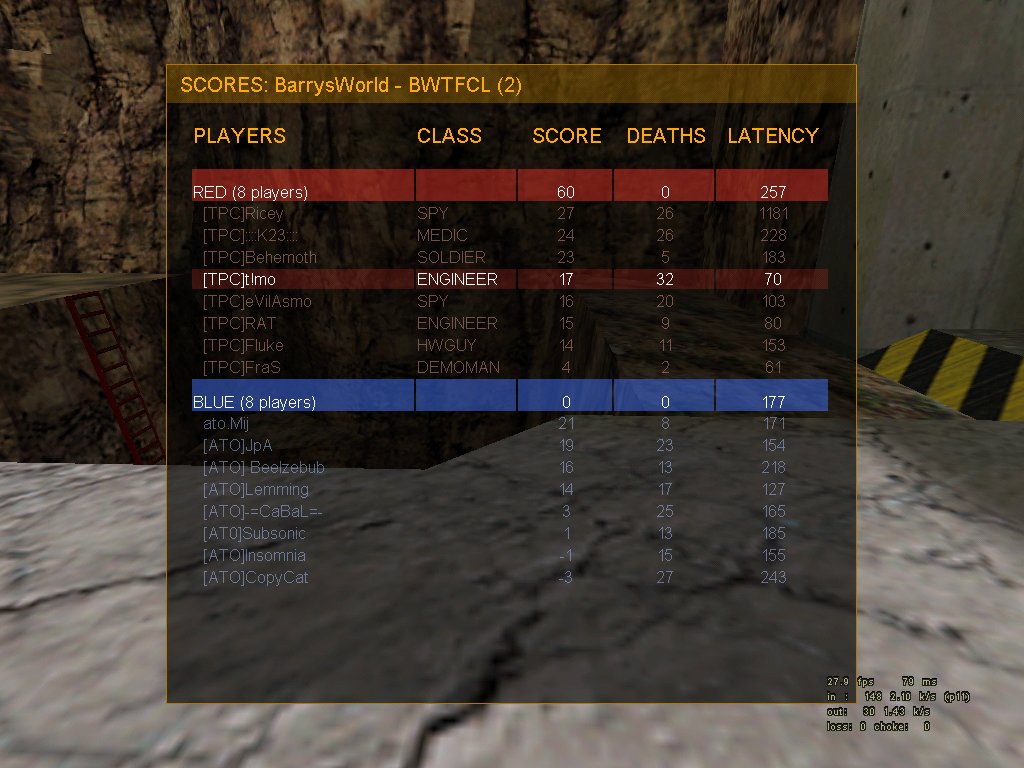 SCORES: BarrysWorld - BWTFCL (2)
PLAYERS CLASS SCORE DEATHS LATENCY
RED (8 players) 60 0 257
[TPC]Ricey SPY 27 26 1181
[TPC]:::K23::: MEDIC 24 26 228
[TPC]Behemoth SOLDIER 23 5 183
[TPC]t!mo ENGINEER 17 32 70
[TPC]eVilAsmo SPY 16 20 103
[TPC]RAT ENGINEER 15 9 80
[TPC]Fluke HWGUY 14 11 153
[TPC]FraS DEMOMAN 4 2 61
BLUE (8 players) 0 0 177
ato.Mij 21 8 171
[ATO]JpA 19 23 154
[ATO] Beelzebub 16 13 218
[ATO]Lemming 14 17 127
[ATO]-=CaBaL=- 3 25 165
[AT0]Subsonic 1 13 185
[ATO]Insomnia -1 15 155
[ATO]CopyCat -3 27 243
27.9 fps 79 ms
in : 148 2.10 k/s (p11)
out: 30 1.43 k/s
loss: 0 choke: 0